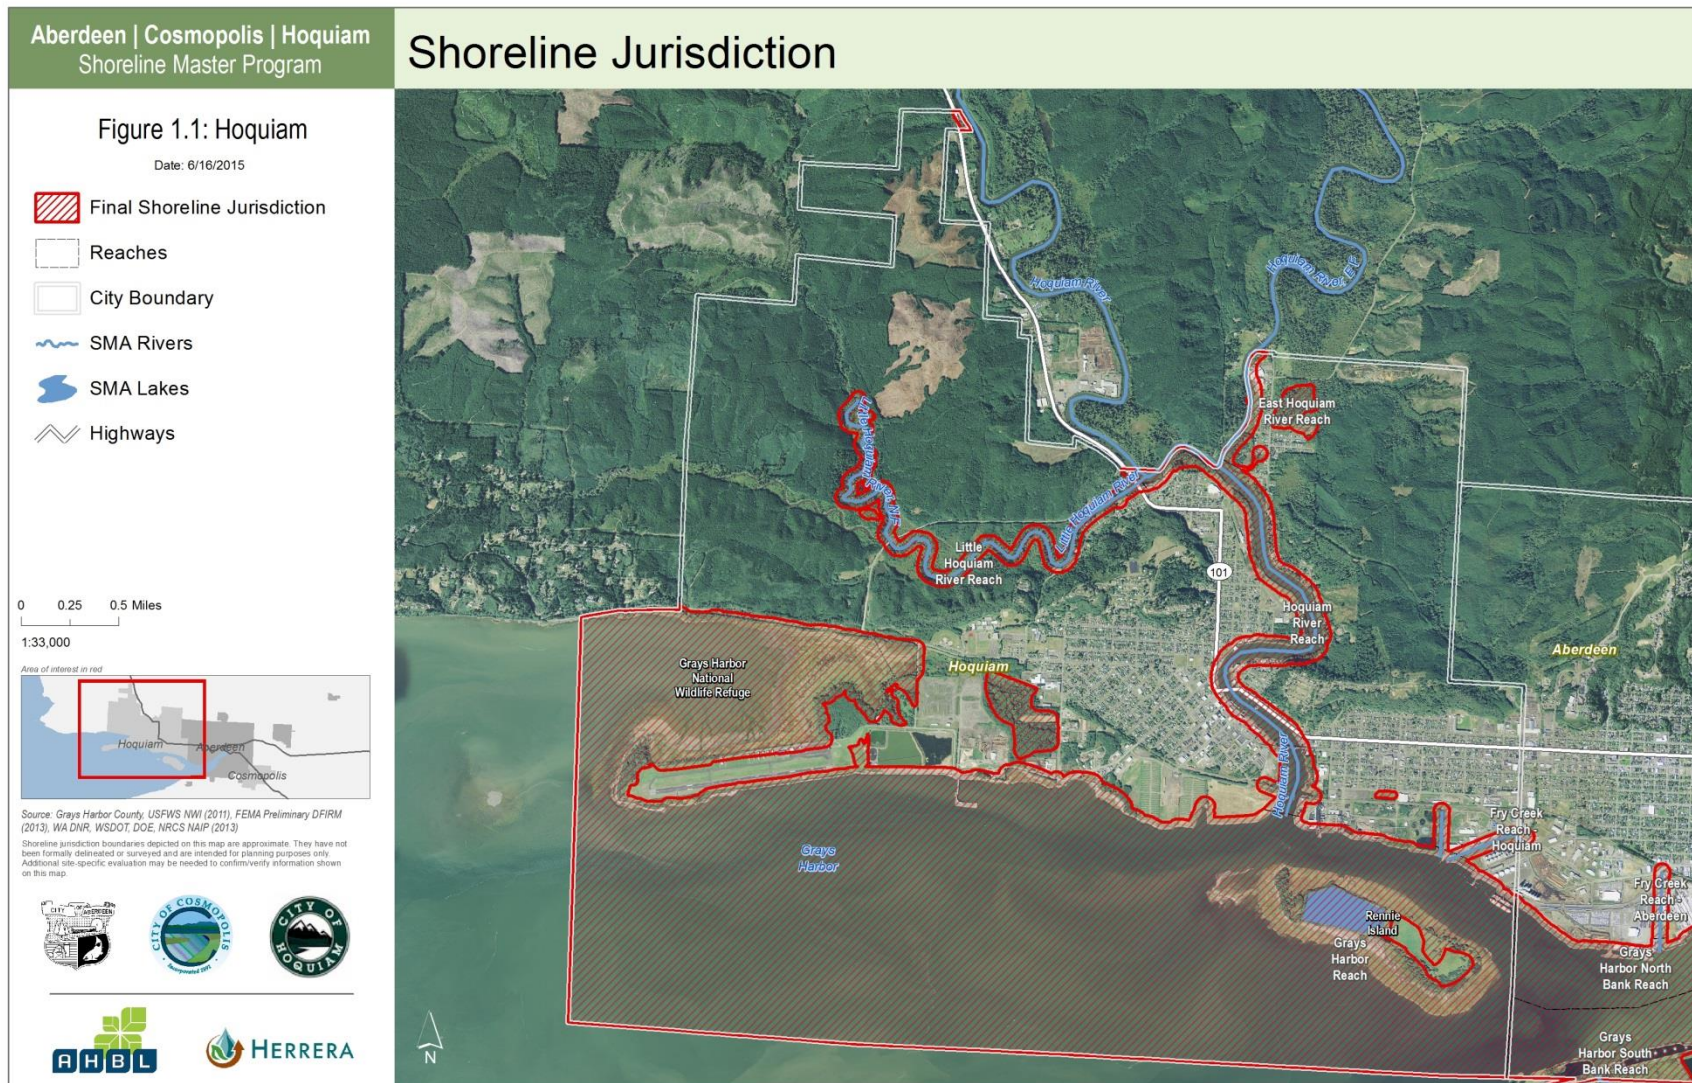 Aberdeen | Cosmopolis | Hoquiam
Shoreline Master Program
Shoreline Jurisdiction
Figure 1.1: Hoquiam
Date: 6/16/2015
Final Shoreline Jurisdiction
Reaches
City Boundary
SMA Rivers
SMA Lakes
Highways
0 0.25 0.5 Miles
1:33,000
Area of interest in red
Hoquiam
Aberdeen
Cosmopolis
Source: Grays Harbor County, USFWS NWI (2011), FEMA Preliminary DFIRM
(2013), WA DNR, WSDOT, DOE, NRCS NAIP (2013)
Shoreline jurisdiction boundaries depicted on this map are approximate. They have not
been formally delineated or surveyed and are intended for planning purposes only.
Additional site-specific evaluation may be needed to confirm/verify information shown
on this map.
CITY OF ABERDEEN
CITY OF COSMOPOLIS
Incorporated 1891
CITY OF
HOQUIAM
AHBL
HERRERA
N
Hoquiam River
Hoquiam River, E F
East Hoquiam
River Reach
Little Hoquiam
River, N F
Little Hoquiam River
Little
Hoquiam
River Reach
101
Hoquiam
River
Reach
Aberdeen
Grays Harbor
National
Wildlife Refuge
Hoquiam
Hoquiam River
Fry Creek
Reach -
Hoquiam
Grays
Harbor
Fry Creek
Reach -
Aberdeen
Rennie
Island
Grays
Harbor
Reach
Grays
Harbor North
Bank Reach
Grays
Harbor South
Bank Reach